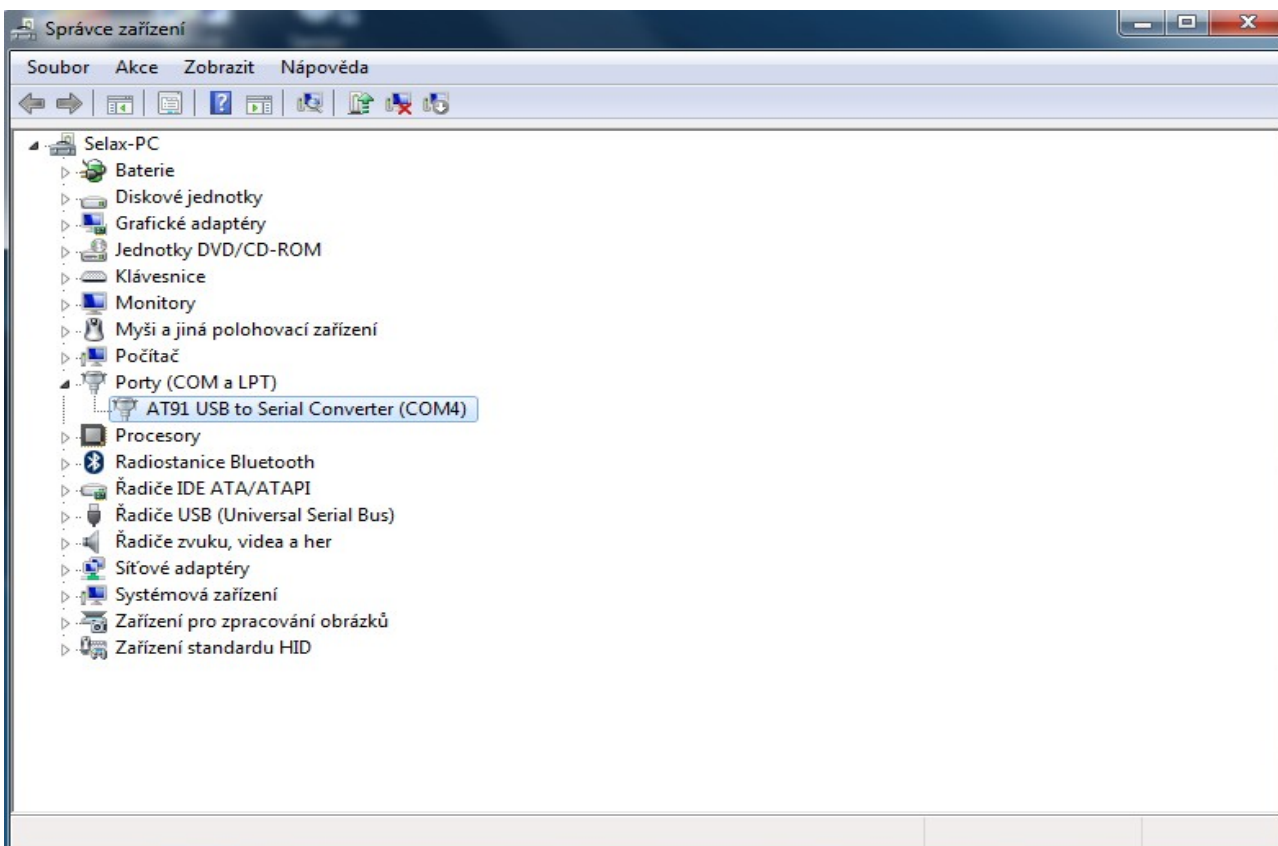 Správce zařízení
Soubor Akce Zobrazit Nápověda
Selax-PC
Baterie
Diskové jednotky
Grafické adaptéry
Jednotky DVD/CD-ROM
Klávesnice
Monitory
Myši a jiná polohovací zařízení
Počítač
Porty (COM a LPT)
AT91 USB to Serial Converter (COM4)
Procesory
Radiostanice Bluetooth
Řadiče IDE ATA/ATAPI
Řadiče USB (Universal Serial Bus)
Řadiče zvuku, videa a her
Síťové adaptéry
Systémová zařízení
Zařízení pro zpracování obrázků
Zařízení standardu HID